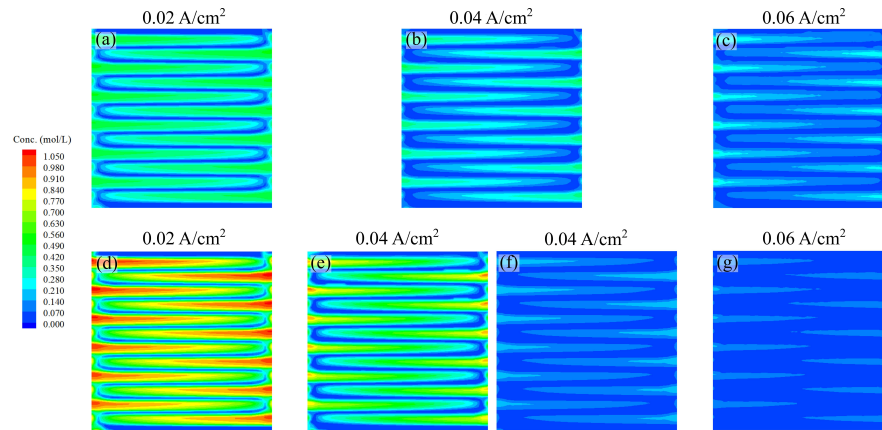 0.02 A/cm²
0.04 A/cm²
0.06 A/cm²
(a)
(b)
(c)
Conc. (mol/L)
1.050
0.980
0.910
0.840
0.770
0.700
0.630
0.560
0.490
0.420
0.350
0.280
0.210
0.140
0.070
0.000
0.02 A/cm²
0.04 A/cm²
0.04 A/cm²
0.06 A/cm²
(d)
(e)
(f)
(g)